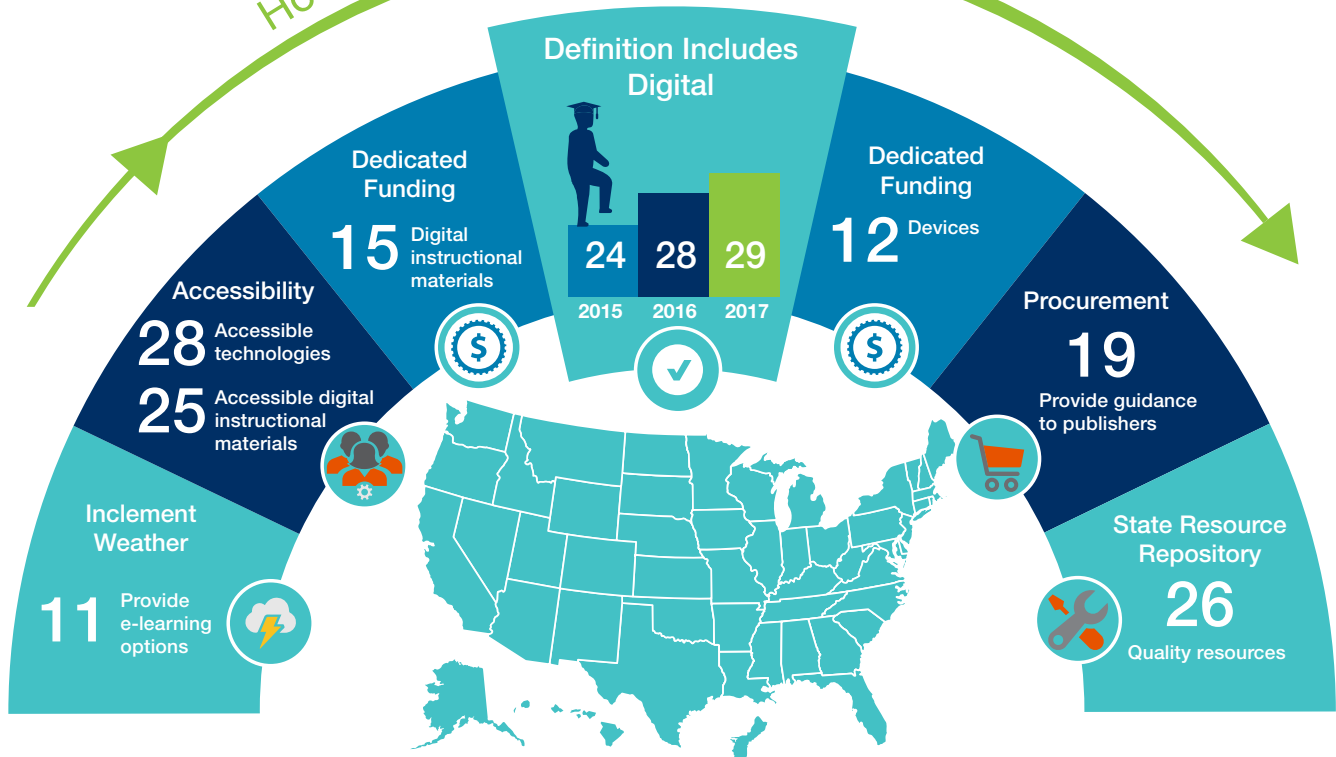 Ho
Definition Includes
Digital
24
28
29
2015
2016
2017
Dedicated
Funding
15
Digital
instructional
materials
Dedicated
Funding
12
Devices
Accessibility
28
Accessible
technologies
25
Accessible digital
instructional
materials
Procurement
19
Provide guidance
to publishers
Inclement
Weather
11
Provide
e-learning
options
State Resource
Repository
26
Quality resources
$
$